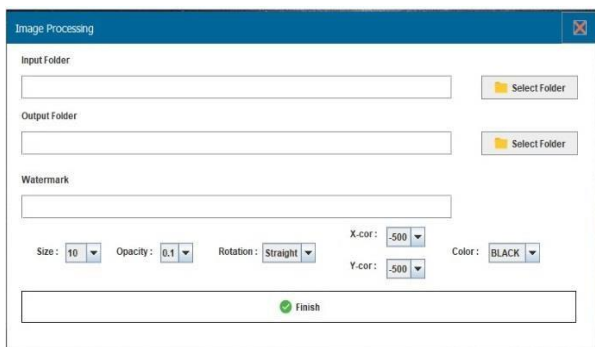 Image Processing
Input Folder
Select Folder
Output Folder
Select Folder
Watermark
Size : 10 Opacity : 0.1 Rotation : Straight X-cor : -500 Color : BLACK
Y-cor : -500
Finish